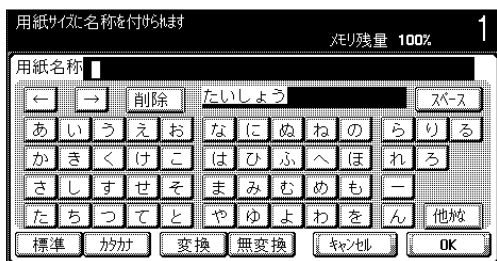 用紙サイズに名称を付けられます
メモリ残量 100% 1
用紙名称
← → 削除 たいしょう スペース
あ い う え お な に ぬ ね の ら り る
か き く け こ は ひ ふ へ ほ れ ろ
さ し す せ そ ま み む め も ー
た ち つ て と や ゆ よ わ を ん 他かな
標準 カタカナ 変換 無変換 キャンセル OK